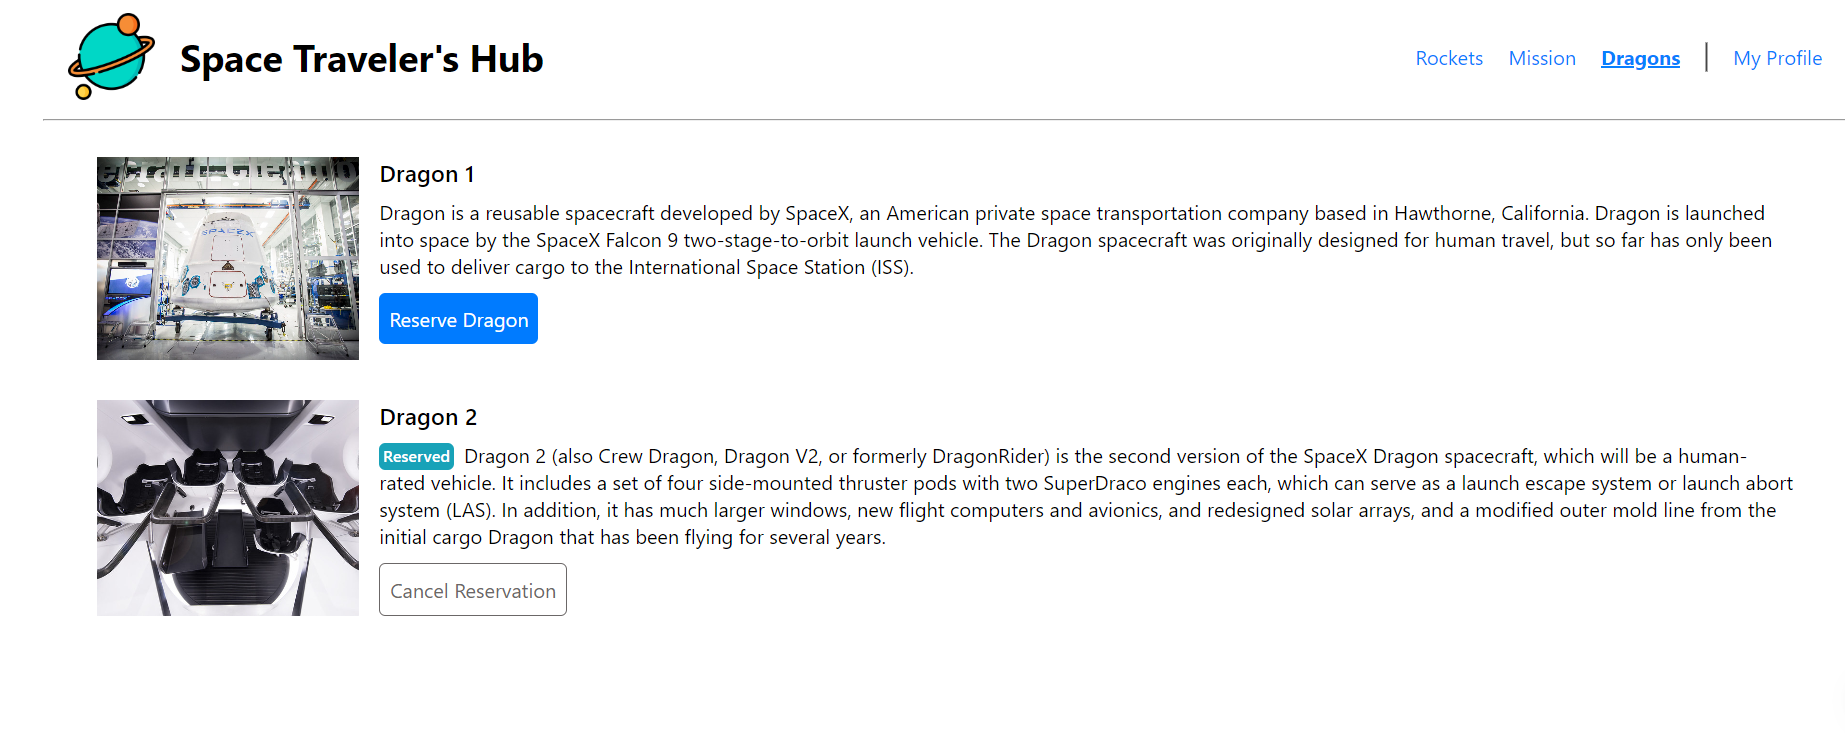 Space Traveler's Hub
Rockets Mission Dragons My Profile
Dragon 1
Dragon is a reusable spacecraft developed by SpaceX, an American private space transportation company based in Hawthorne, California. Dragon is launched
into space by the SpaceX Falcon 9 two-stage-to-orbit launch vehicle. The Dragon spacecraft was originally designed for human travel, but so far has only been
used to deliver cargo to the International Space Station (ISS).
SPACEX
Reserve Dragon
Dragon 2
Reserved Dragon 2 (also Crew Dragon, Dragon V2, or formerly DragonRider) is the second version of the SpaceX Dragon spacecraft, which will be a human-
rated vehicle. It includes a set of four side-mounted thruster pods with two SuperDraco engines each, which can serve as a launch escape system or launch abort
system (LAS). In addition, it has much larger windows, new flight computers and avionics, and redesigned solar arrays, and a modified outer mold line from the
initial cargo Dragon that has been flying for several years.
Cancel Reservation